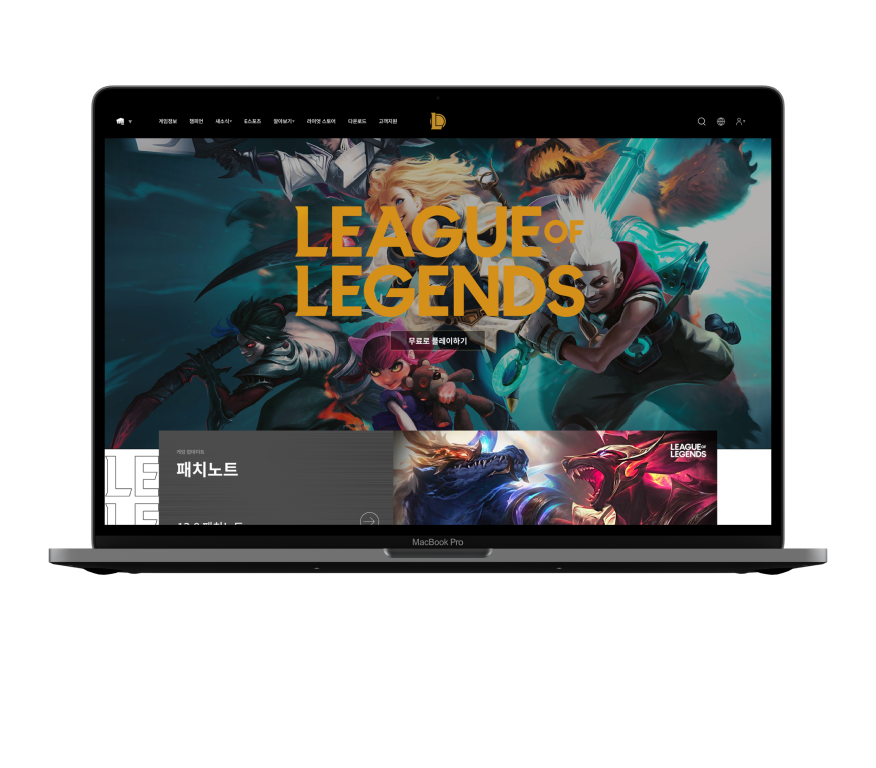 게임정보 챔피언 새소식 E스포츠 알아보기 라이엇 스토어 다운로드 고객지원
LEAGUE OF
LEGENDS
무료로 플레이하기
게임 업데이트
패치노트
LEAGUE OF
LEGENDS
LE
MacBook Pro